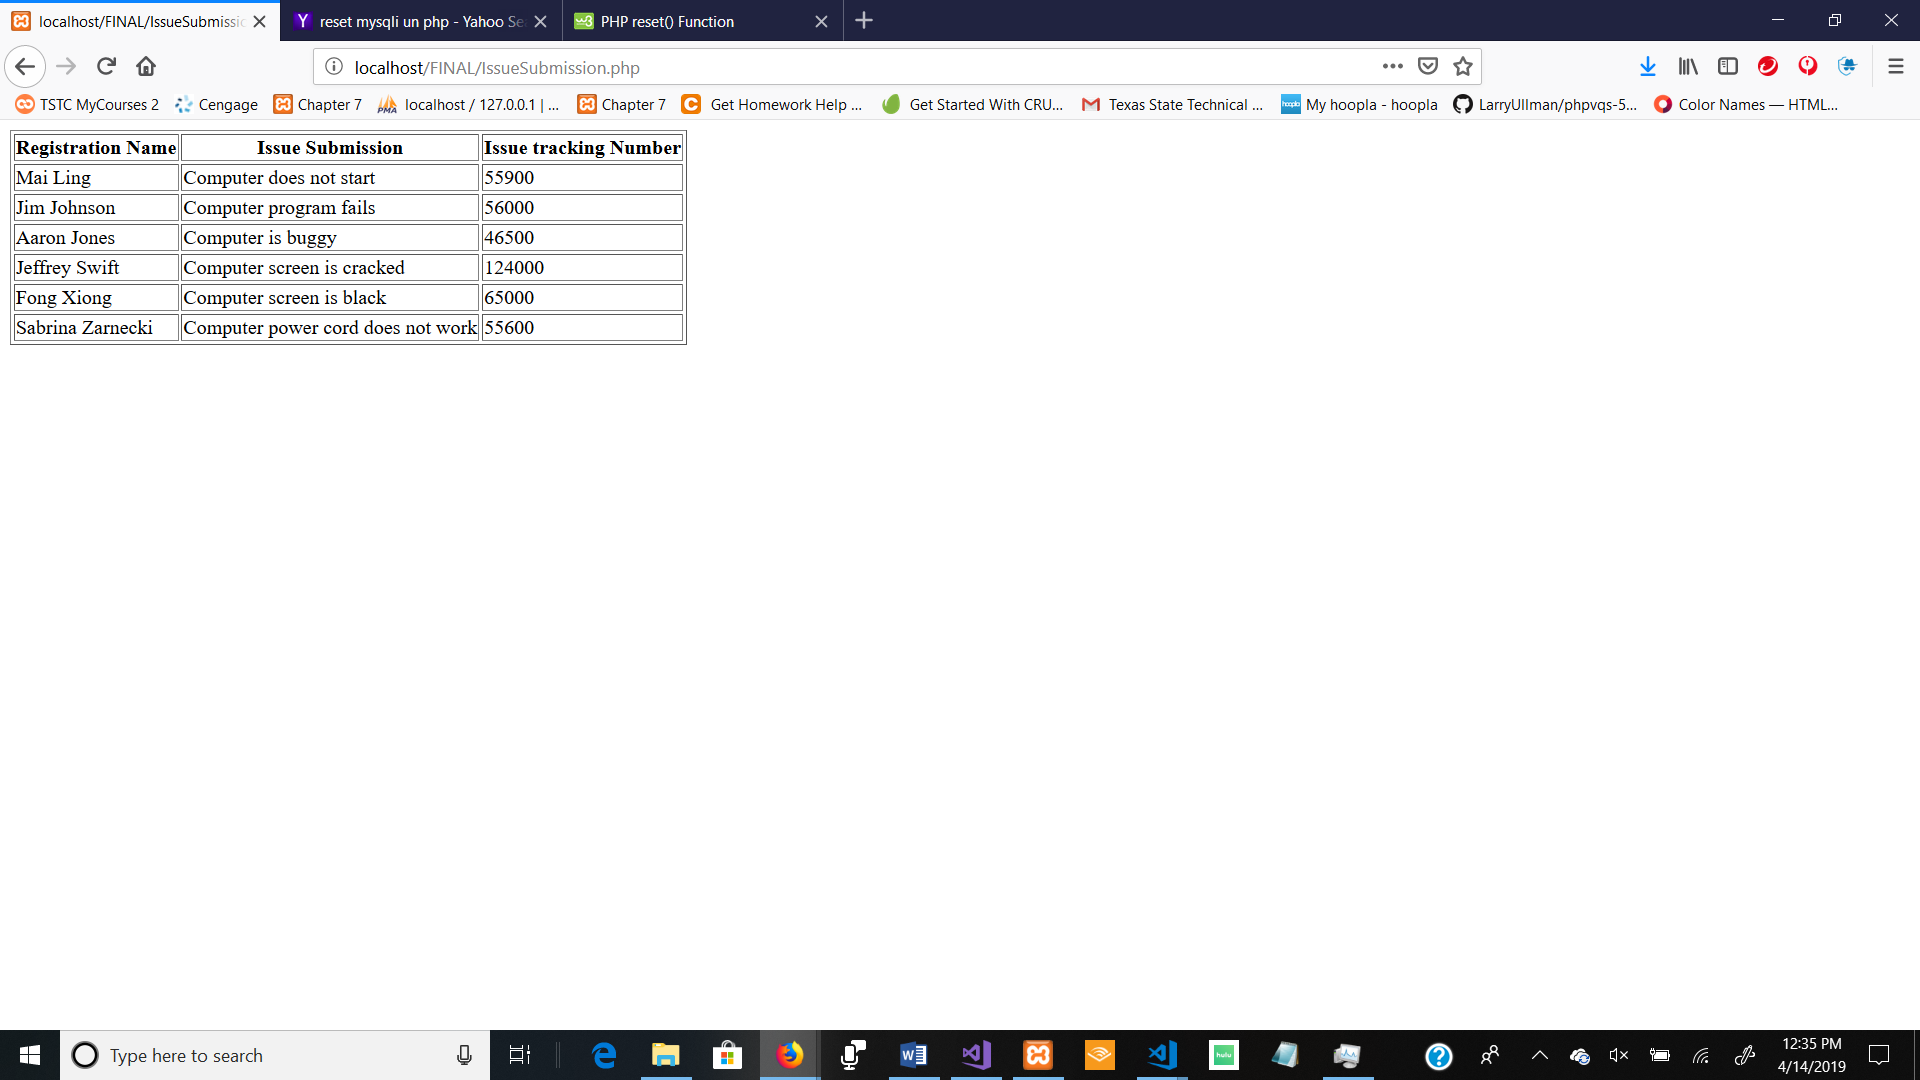 localhost/FINAL/IssueSubmissic
reset mysqli un php - Yahoo Se
PHP reset() Function
localhost/FINAL/IssueSubmission.php
TSTC MyCourses 2 Cengage Chapter 7 localhost / 127.0.0.1 | ... Chapter 7 Get Homework Help ... Get Started With CRU... Texas State Technical ... My hoopla - hoopla LarryUllman/phpvqs-5... Color Names — HTML...
Registration Name Issue Submission Issue tracking Number
Mai Ling Computer does not start 55900
Jim Johnson Computer program fails 56000
Aaron Jones Computer is buggy 46500
Jeffrey Swift Computer screen is cracked 124000
Fong Xiong Computer screen is black 65000
Sabrina Zarnecki Computer power cord does not work 55600
Type here to search
hulu
12:35 PM
4/14/2019